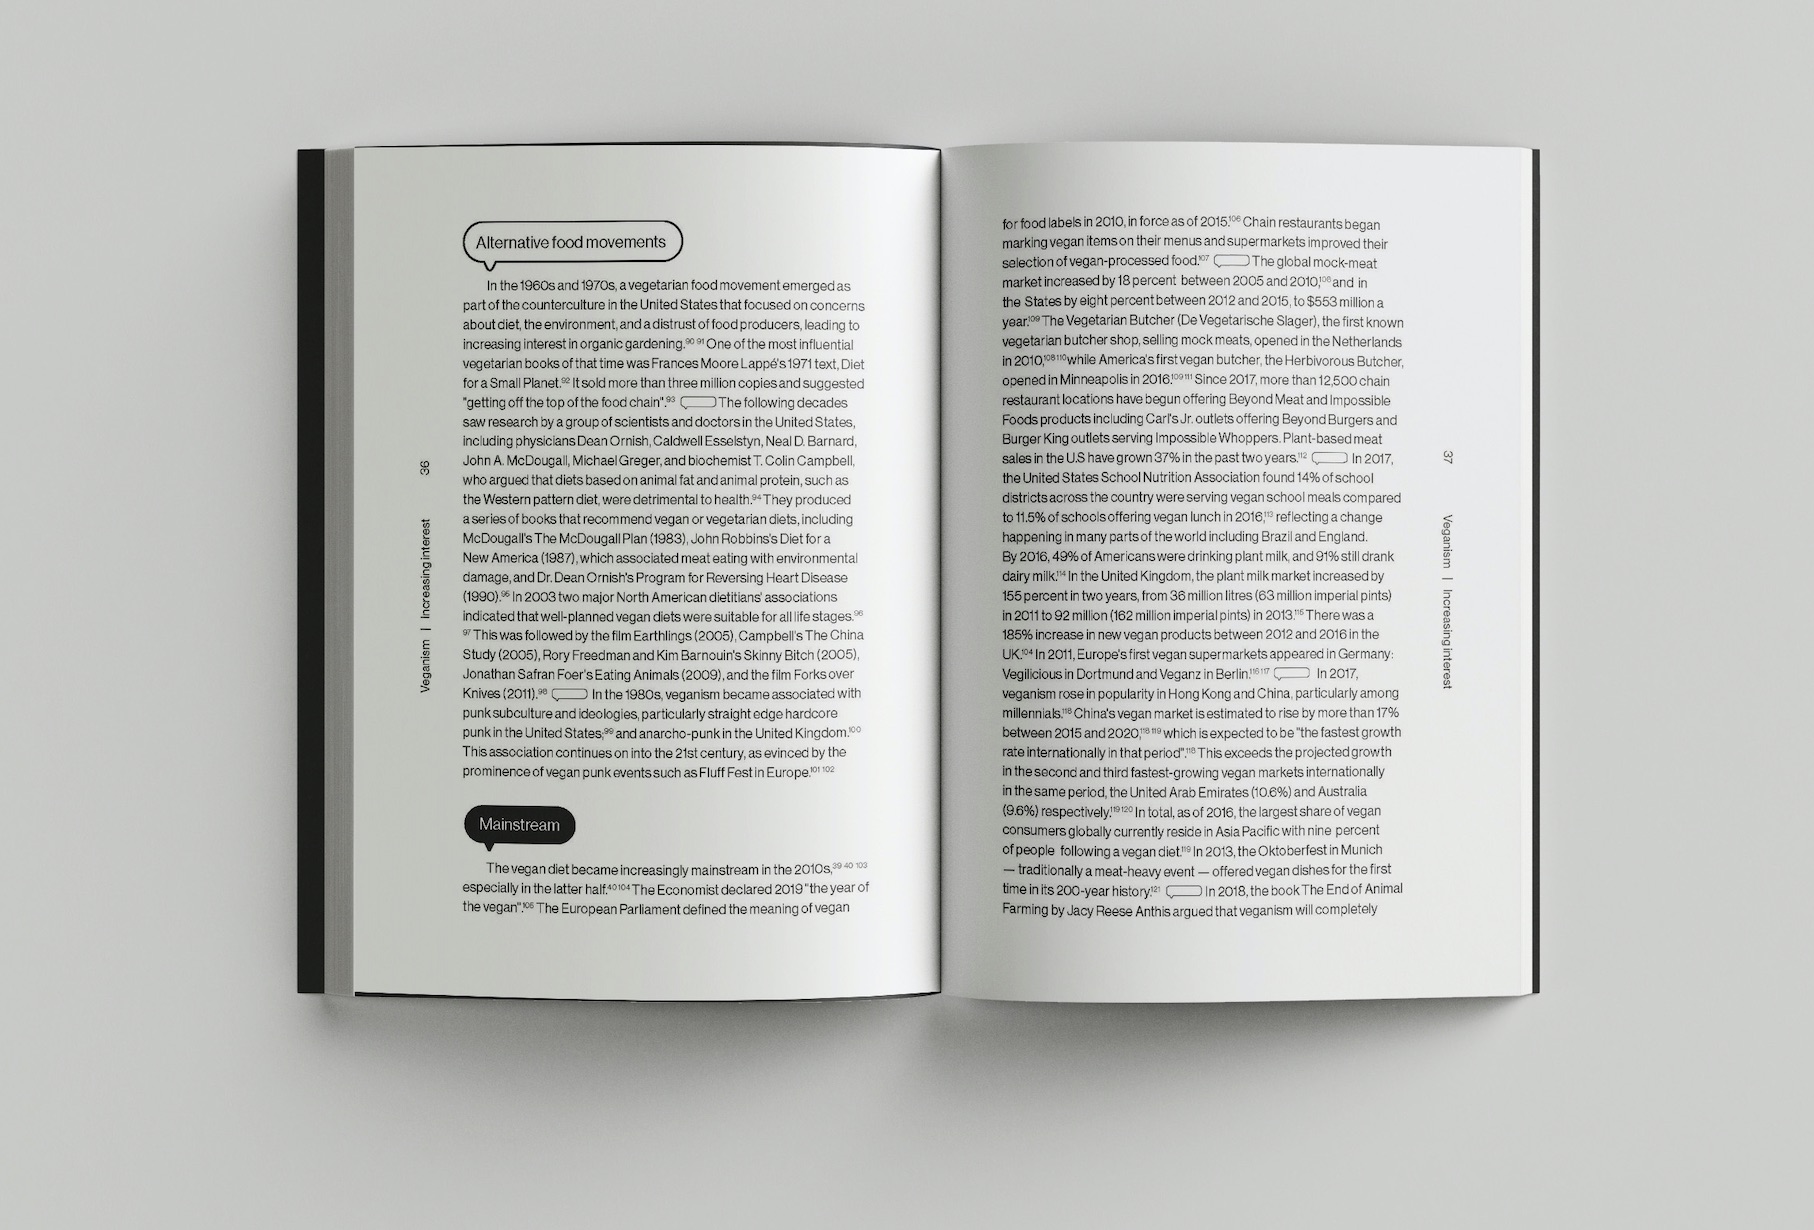 Alternative food movements
In the 1960s and 1970s, a vegetarian food movement emerged as
part of the counterculture in the United States that focused on concerns
about diet, the environment, and a distrust of food producers, leading to
increasing interest in organic gardening.⁹⁰ ⁹¹ One of the most influential
vegetarian books of that time was Frances Moore Lappé's 1971 text, Diet
for a Small Planet.⁹² It sold more than three million copies and suggested
"getting off the top of the food chain".⁹³ The following decades
saw research by a group of scientists and doctors in the United States,
including physicians Dean Ornish, Caldwell Esselstyn, Neal D. Barnard,
John A. McDougall, Michael Greger, and biochemist T. Colin Campbell,
who argued that diets based on animal fat and animal protein, such as
the Western pattern diet, were detrimental to health.⁹⁴ They produced
a series of books that recommend vegan or vegetarian diets, including
McDougall's The McDougall Plan (1983), John Robbins's Diet for a
New America (1987), which associated meat eating with environmental
damage, and Dr. Dean Ornish's Program for Reversing Heart Disease
(1990).⁹⁵ In 2003 two major North American dietitians' associations
indicated that well-planned vegan diets were suitable for all life stages.⁹⁶
⁹⁷ This was followed by the film Earthlings (2005), Campbell's The China
Study (2005), Rory Freedman and Kim Barnouin's Skinny Bitch (2005),
Jonathan Safran Foer's Eating Animals (2009), and the film Forks over
Knives (2011).⁹⁸ In the 1980s, veganism became associated with
punk subculture and ideologies, particularly straight edge hardcore
punk in the United States,⁹⁹ and anarcho-punk in the United Kingdom.¹⁰⁰
This association continues on into the 21st century, as evinced by the
prominence of vegan punk events such as Fluff Fest in Europe.¹⁰¹ ¹⁰²
Mainstream
The vegan diet became increasingly mainstream in the 2010s,³⁹ ⁴⁰ ¹⁰³
especially in the latter half.⁴⁰ ¹⁰⁴ The Economist declared 2019 "the year of
the vegan".¹⁰⁵ The European Parliament defined the meaning of vegan
36
Veganism | Increasing interest
for food labels in 2010, in force as of 2015.¹⁰⁶ Chain restaurants began
marking vegan items on their menus and supermarkets improved their
selection of vegan-processed food.¹⁰⁷ The global mock-meat
market increased by 18 percent between 2005 and 2010,¹⁰⁸ and in
the States by eight percent between 2012 and 2015, to $553 million a
year.¹⁰⁹ The Vegetarian Butcher (De Vegetarische Slager), the first known
vegetarian butcher shop, selling mock meats, opened in the Netherlands
in 2010,¹⁰⁸ ¹¹⁰ while America's first vegan butcher, the Herbivorous Butcher,
opened in Minneapolis in 2016.¹⁰⁹ ¹¹¹ Since 2017, more than 12,500 chain
restaurant locations have begun offering Beyond Meat and Impossible
Foods products including Carl's Jr. outlets offering Beyond Burgers and
Burger King outlets serving Impossible Whoppers. Plant-based meat
sales in the U.S have grown 37% in the past two years.¹¹² In 2017,
the United States School Nutrition Association found 14% of school
districts across the country were serving vegan school meals compared
to 11.5% of schools offering vegan lunch in 2016,¹¹³ reflecting a change
happening in many parts of the world including Brazil and England.
By 2016, 49% of Americans were drinking plant milk, and 91% still drank
dairy milk.¹¹⁴ In the United Kingdom, the plant milk market increased by
155 percent in two years, from 36 million litres (63 million imperial pints)
in 2011 to 92 million (162 million imperial pints) in 2013.¹¹⁵ There was a
185% increase in new vegan products between 2012 and 2016 in the
UK.¹⁰⁴ In 2011, Europe's first vegan supermarkets appeared in Germany:
Vegilicious in Dortmund and Veganz in Berlin.¹¹⁶ ¹¹⁷ In 2017,
veganism rose in popularity in Hong Kong and China, particularly among
millennials.¹¹⁸ China's vegan market is estimated to rise by more than 17%
between 2015 and 2020,¹¹⁸ ¹¹⁹ which is expected to be "the fastest growth
rate internationally in that period".¹¹⁸ This exceeds the projected growth
in the second and third fastest-growing vegan markets internationally
in the same period, the United Arab Emirates (10.6%) and Australia
(9.6%) respectively.¹¹⁹ ¹²⁰ In total, as of 2016, the largest share of vegan
consumers globally currently reside in Asia Pacific with nine percent
of people following a vegan diet.¹¹⁹ In 2013, the Oktoberfest in Munich
— traditionally a meat-heavy event — offered vegan dishes for the first
time in its 200-year history.¹²¹ In 2018, the book The End of Animal
Farming by Jacy Reese Anthis argued that veganism will completely
37
Veganism | Increasing interest